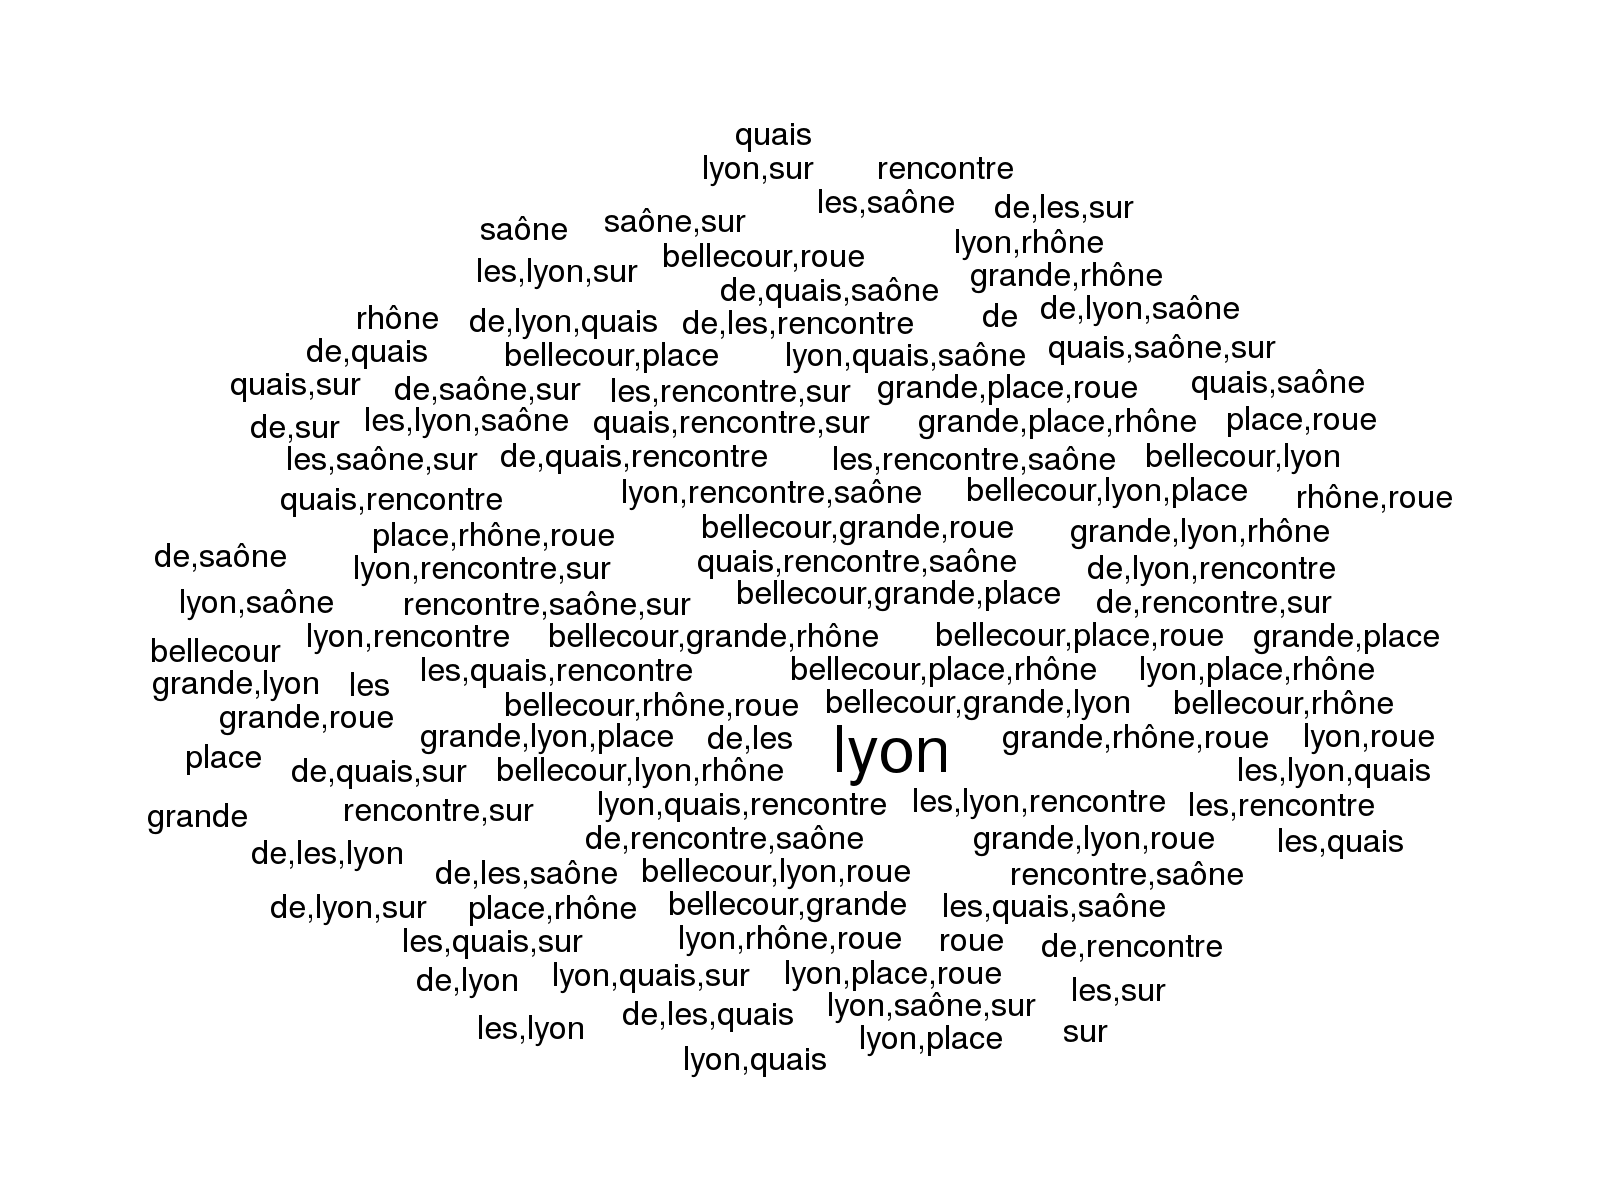 quais
lyon,sur rencontre
les,saône de,les,sur
saône saône,sur
bellecour,roue lyon,rhône
les,lyon,sur grande,rhône
de,quais,saône
rhône de,lyon,quais de,les,rencontre de de,lyon,saône
de,quais bellecour,place lyon,quais,saône quais,saône,sur
quais,sur de,saône,sur les,rencontre,sur grande,place,roue quais,saône
de,sur les,lyon,saône quais,rencontre,sur grande,place,rhône place,roue
les,saône,sur de,quais,rencontre les,rencontre,saône bellecour,lyon
quais,rencontre lyon,rencontre,saône bellecour,lyon,place rhône,roue
place,rhône,roue bellecour,grande,roue grande,lyon,rhône
de,saône lyon,rencontre,sur quais,rencontre,saône de,lyon,rencontre
lyon,saône rencontre,saône,sur bellecour,grande,place de,rencontre,sur
bellecour lyon,rencontre bellecour,grande,rhône bellecour,place,roue grande,place
les,quais,rencontre bellecour,place,rhône lyon,place,rhône
grande,lyon les
grande,roue bellecour,rhône,roue bellecour,grande,lyon bellecour,rhône
grande,lyon,place de,les lyon grande,rhône,roue lyon,roue
place de,quais,sur bellecour,lyon,rhône les,lyon,quais
grande rencontre,sur lyon,quais,rencontre les,lyon,rencontre les,rencontre
de,rencontre,saône grande,lyon,roue les,quais
de,les,lyon
de,les,saône bellecour,lyon,roue rencontre,saône
de,lyon,sur place,rhône bellecour,grande les,quais,saône
les,quais,sur lyon,rhône,roue roue de,rencontre
de,lyon lyon,quais,sur lyon,place,roue
les,sur
les,lyon de,les,quais lyon,saône,sur
lyon,place sur
lyon,quais